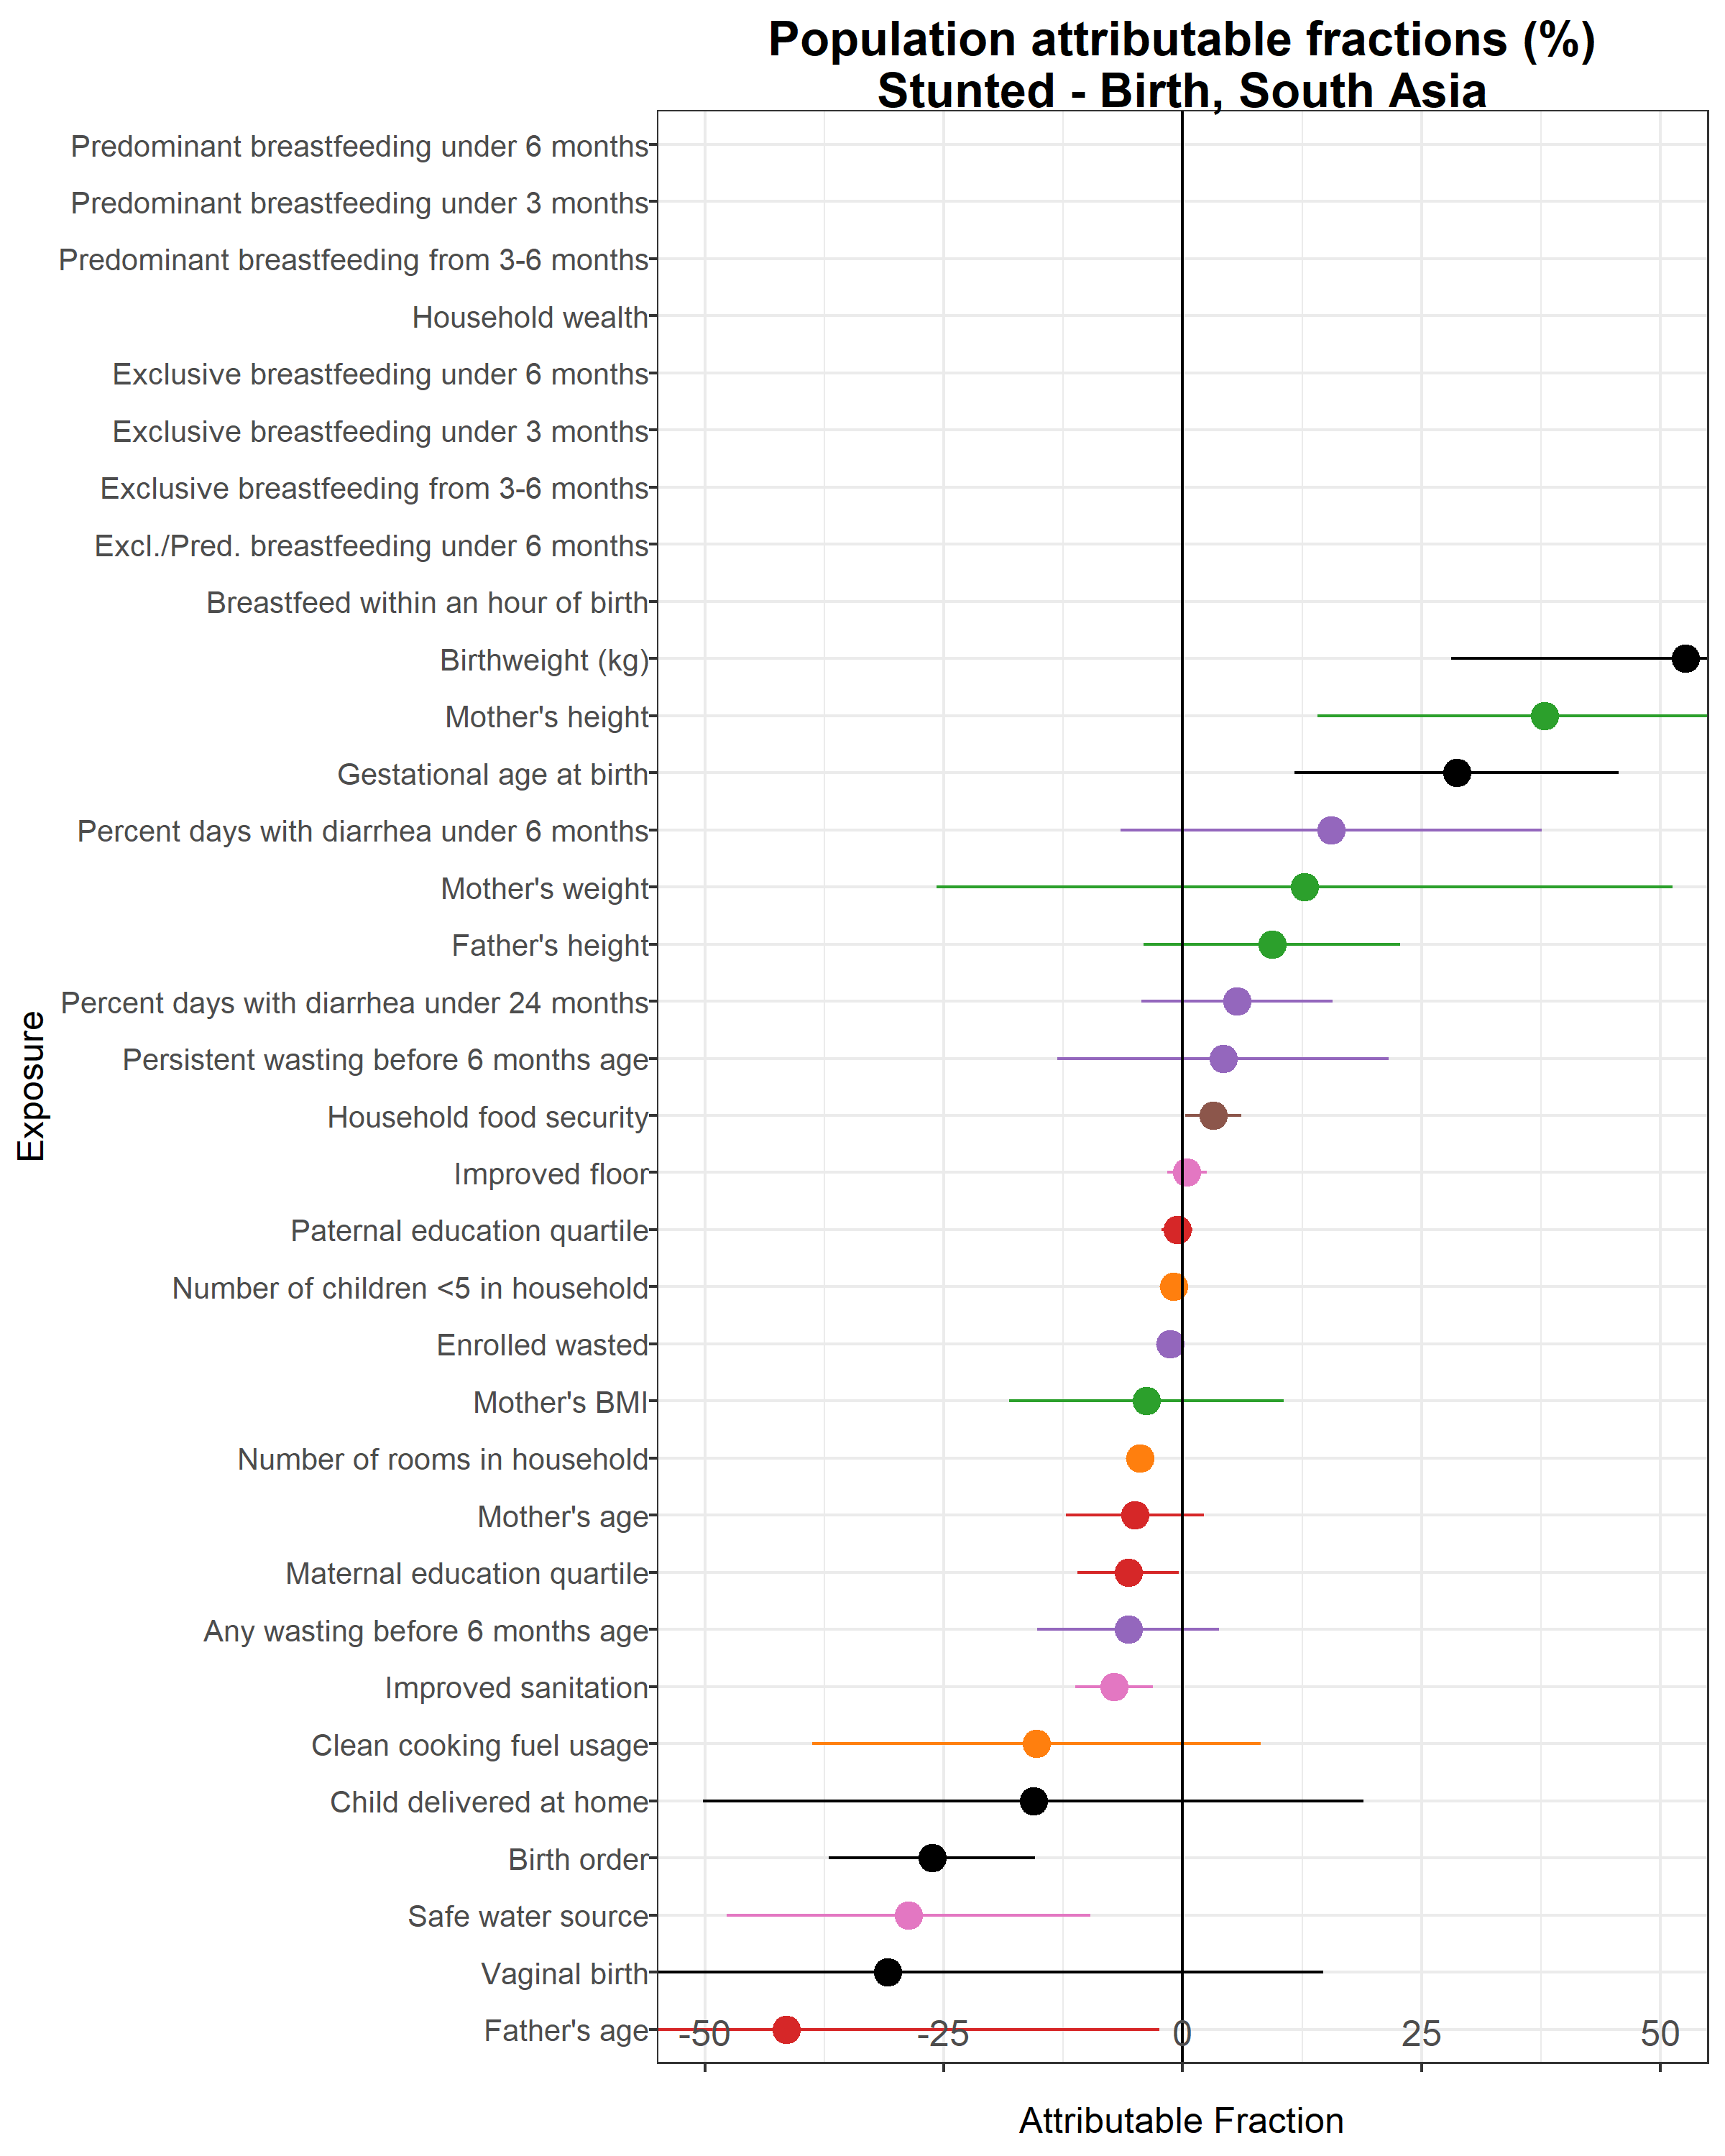 Population attributable fractions (%)
Stunted - Birth, South Asia
Predominant breastfeeding under 6 months
Predominant breastfeeding under 3 months
Predominant breastfeeding from 3-6 months
Household wealth
Exclusive breastfeeding under 6 months
Exclusive breastfeeding under 3 months
Exclusive breastfeeding from 3-6 months
Excl./Pred. breastfeeding under 6 months
Breastfeed within an hour of birth
Birthweight (kg)
Mother's height
Gestational age at birth
Percent days with diarrhea under 6 months
Mother's weight
Father's height
Percent days with diarrhea under 24 months
Persistent wasting before 6 months age
Household food security
Improved floor
Paternal education quartile
Number of children <5 in household
Enrolled wasted
Mother's BMI
Number of rooms in household
Mother's age
Maternal education quartile
Any wasting before 6 months age
Improved sanitation
Clean cooking fuel usage
Child delivered at home
Birth order
Safe water source
Vaginal birth
Father's age
Exposure
-50 -25 0 25 50
Attributable Fraction